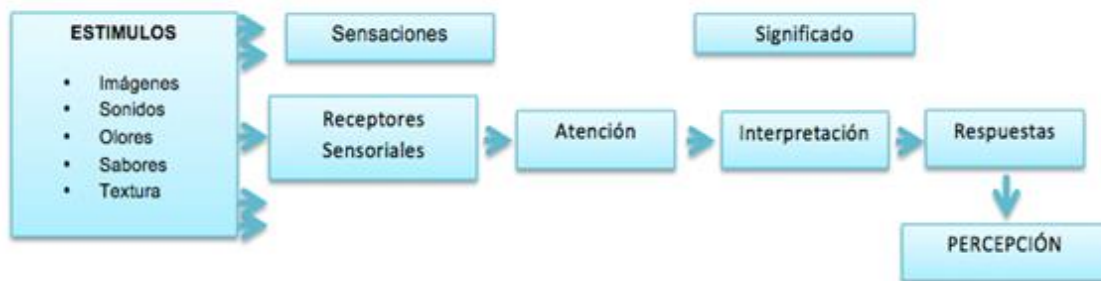 ESTIMULOS
• Imágenes
• Sonidos
• Olores
• Sabores
• Textura
Sensaciones
Significado
Receptores
Sensoriales
Atención
Interpretación
Respuestas
PERCEPCIÓN